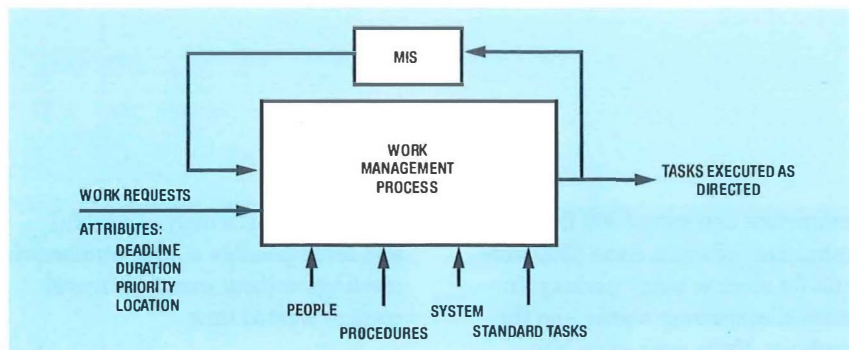 MIS
WORK
MANAGEMENT
PROCESS
TASKS EXECUTED AS
DIRECTED
WORK REQUESTS
ATTRIBUTES:
DEADLINE
DURATION
PRIORITY
LOCATION
PEOPLE
PROCEDURES
SYSTEM
STANDARD TASKS